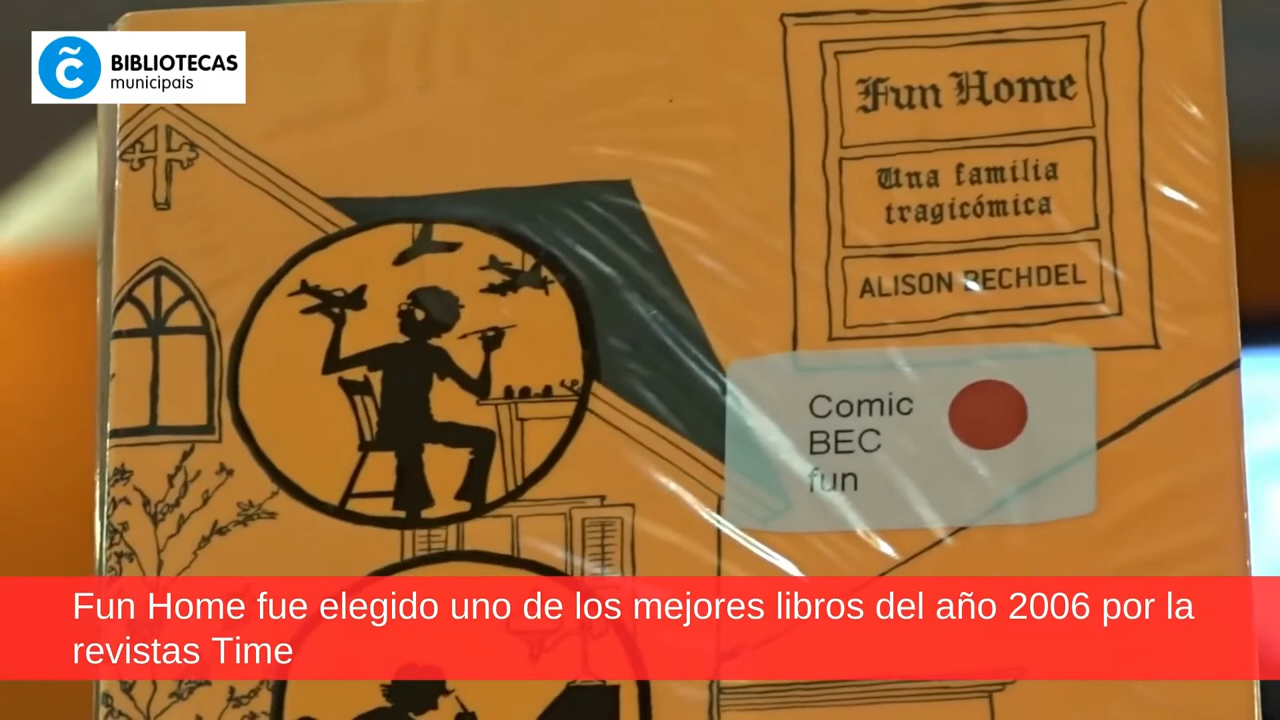 BIBLIOTECAS
municipais
Fun Home
Una familia
tragicómica
ALISON BECHDEL
Comic
BEC
fun
Fun Home fue elegido uno de los mejores libros del año 2006 por la
revistas Time